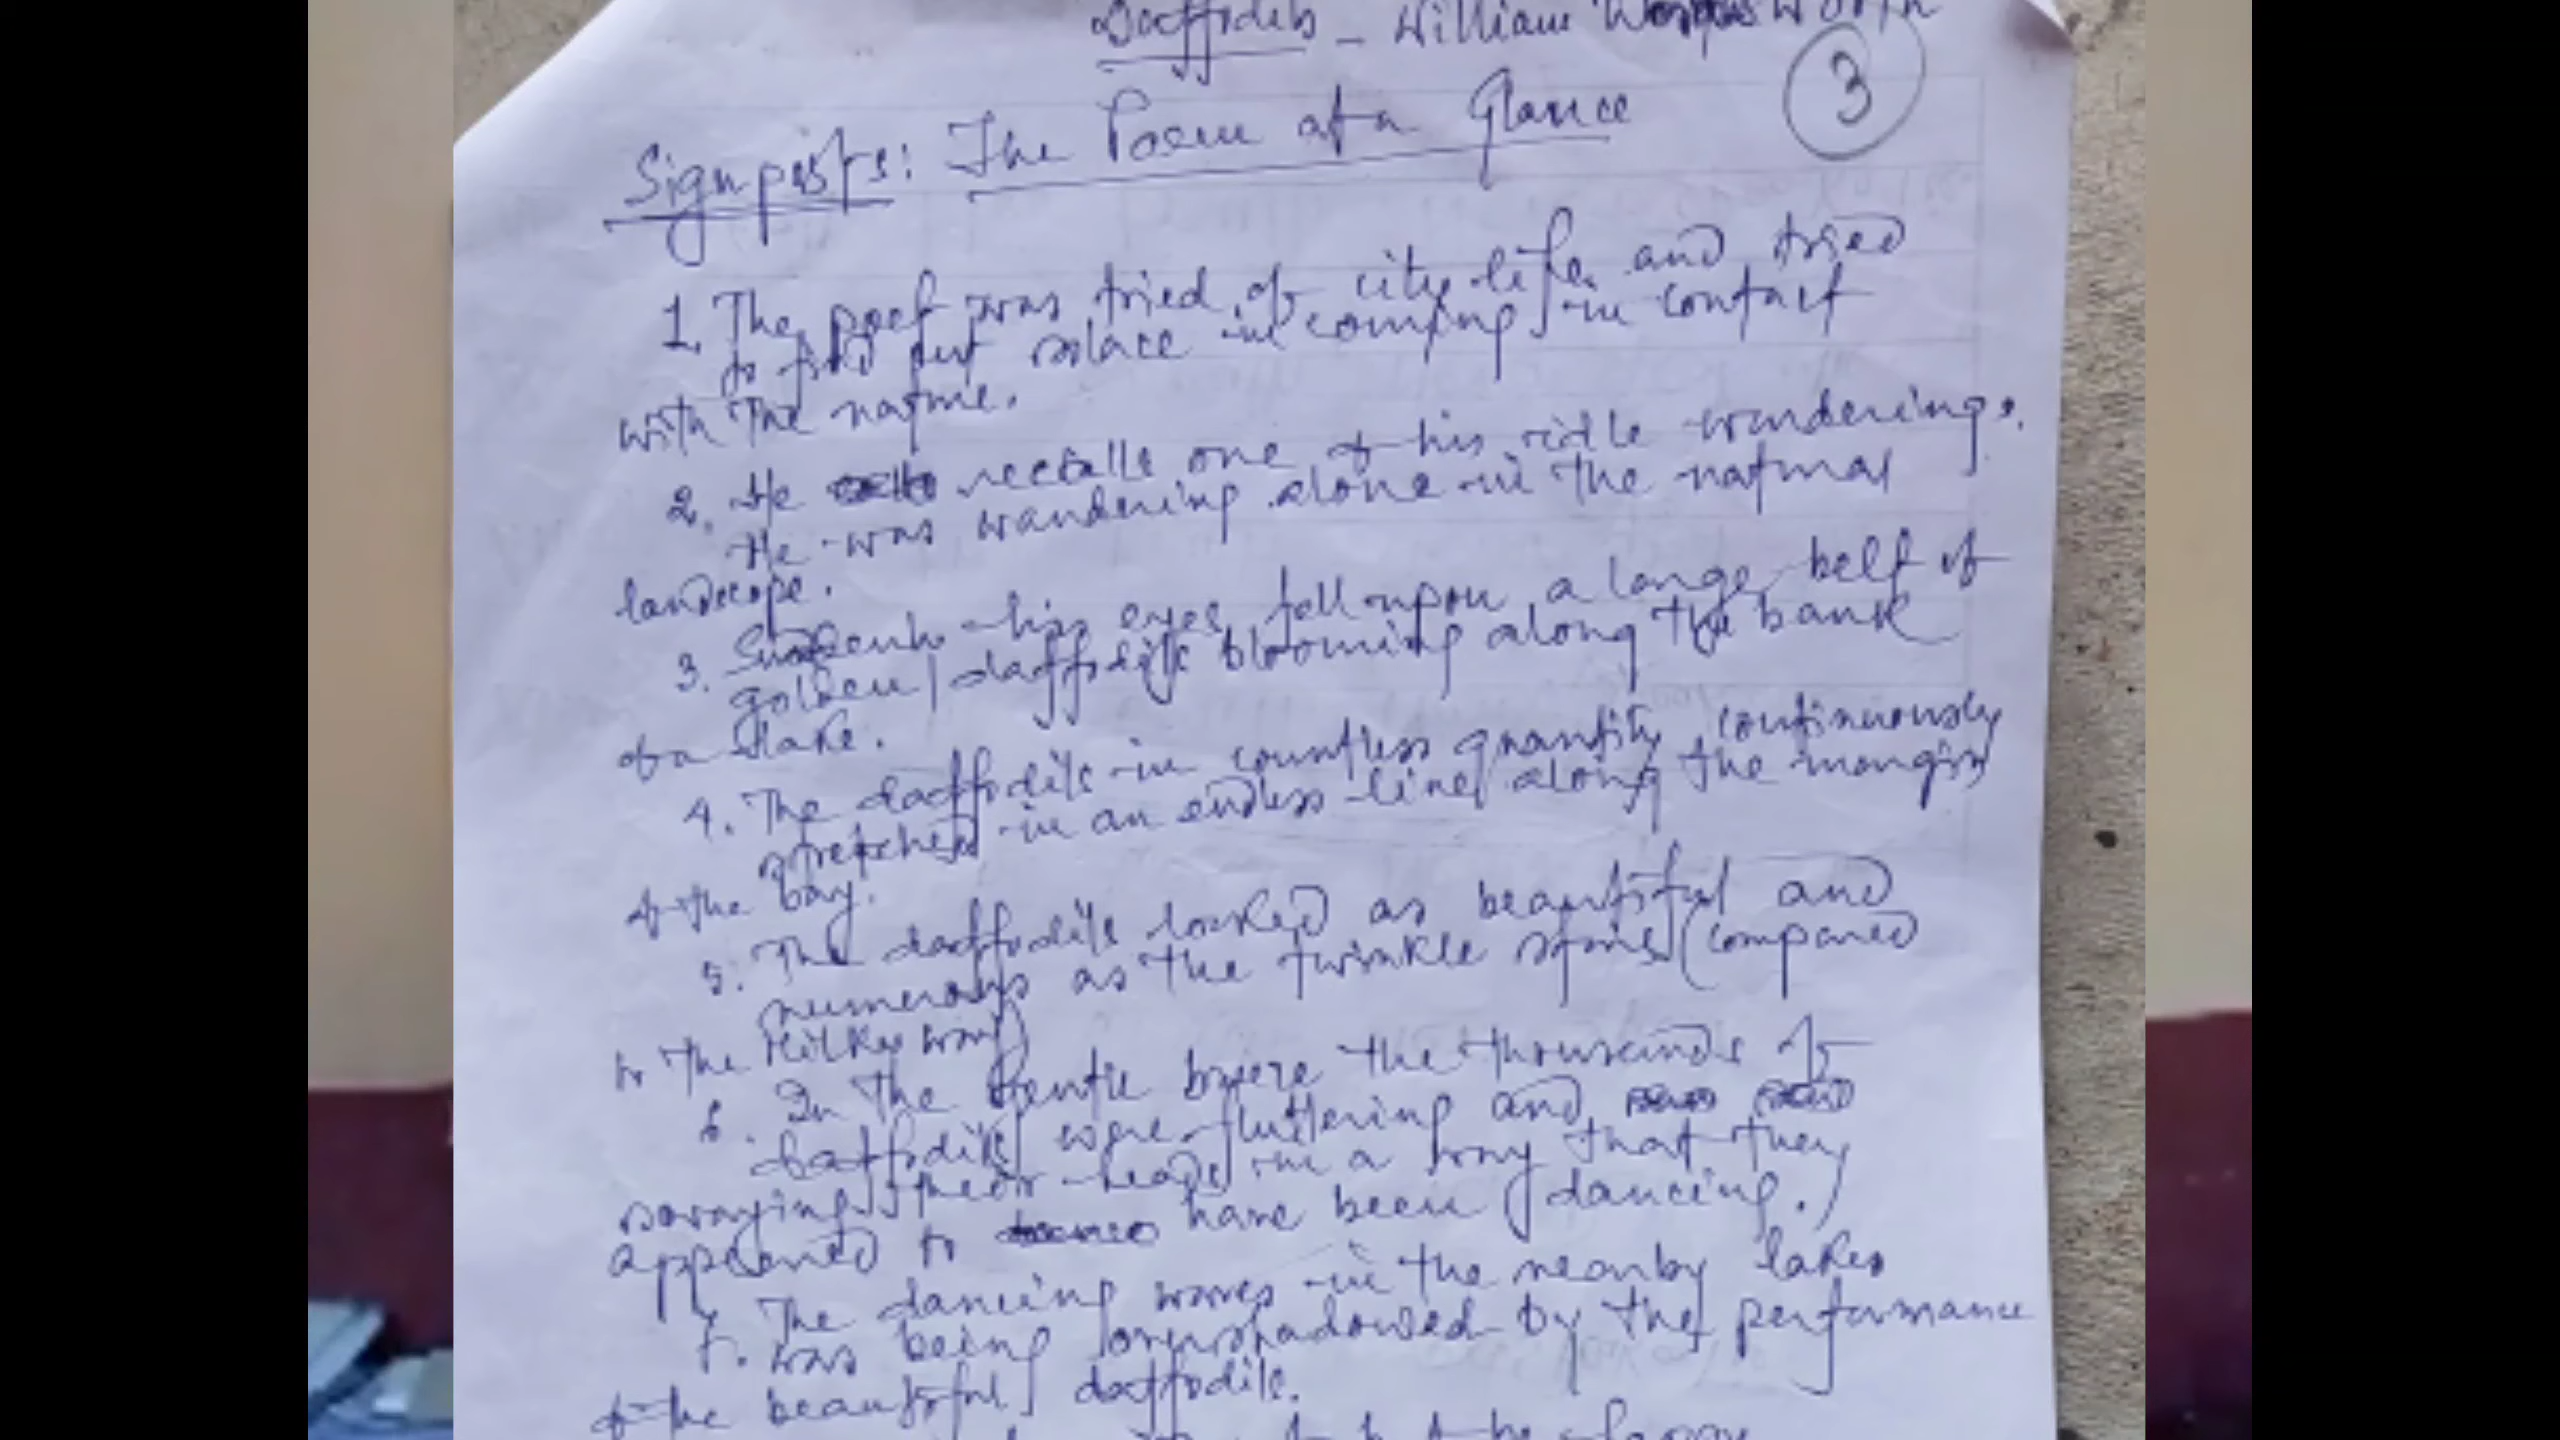 Daffodils - William Wordsworth
3
Signposts: The Poem at a Glance
1. The poet was tried of city life and tried
to find out solace in coming in contact
with the nature.
2. He recalls one of his idle wanderings.
He was wandering alone in the natural
landscape.
3. Suddenly his eyes fell upon a large belt of
golden daffodils blooming along the bank
of a lake.
4. The daffodils in countless quantity continuously
stretched in an endless line along the margin
of the bay.
5. The daffodils looked as beautiful and
numerous as the twinkle stars (compared
to the Milky way)
6. In the gentle breeze the thousands of
daffodils were fluttering and
swaying their heads in a way that they
appeared to have been dancing.
7. The dancing waves in the nearby lakes
was being overshadowed by the performance
of the beautiful daffodils.